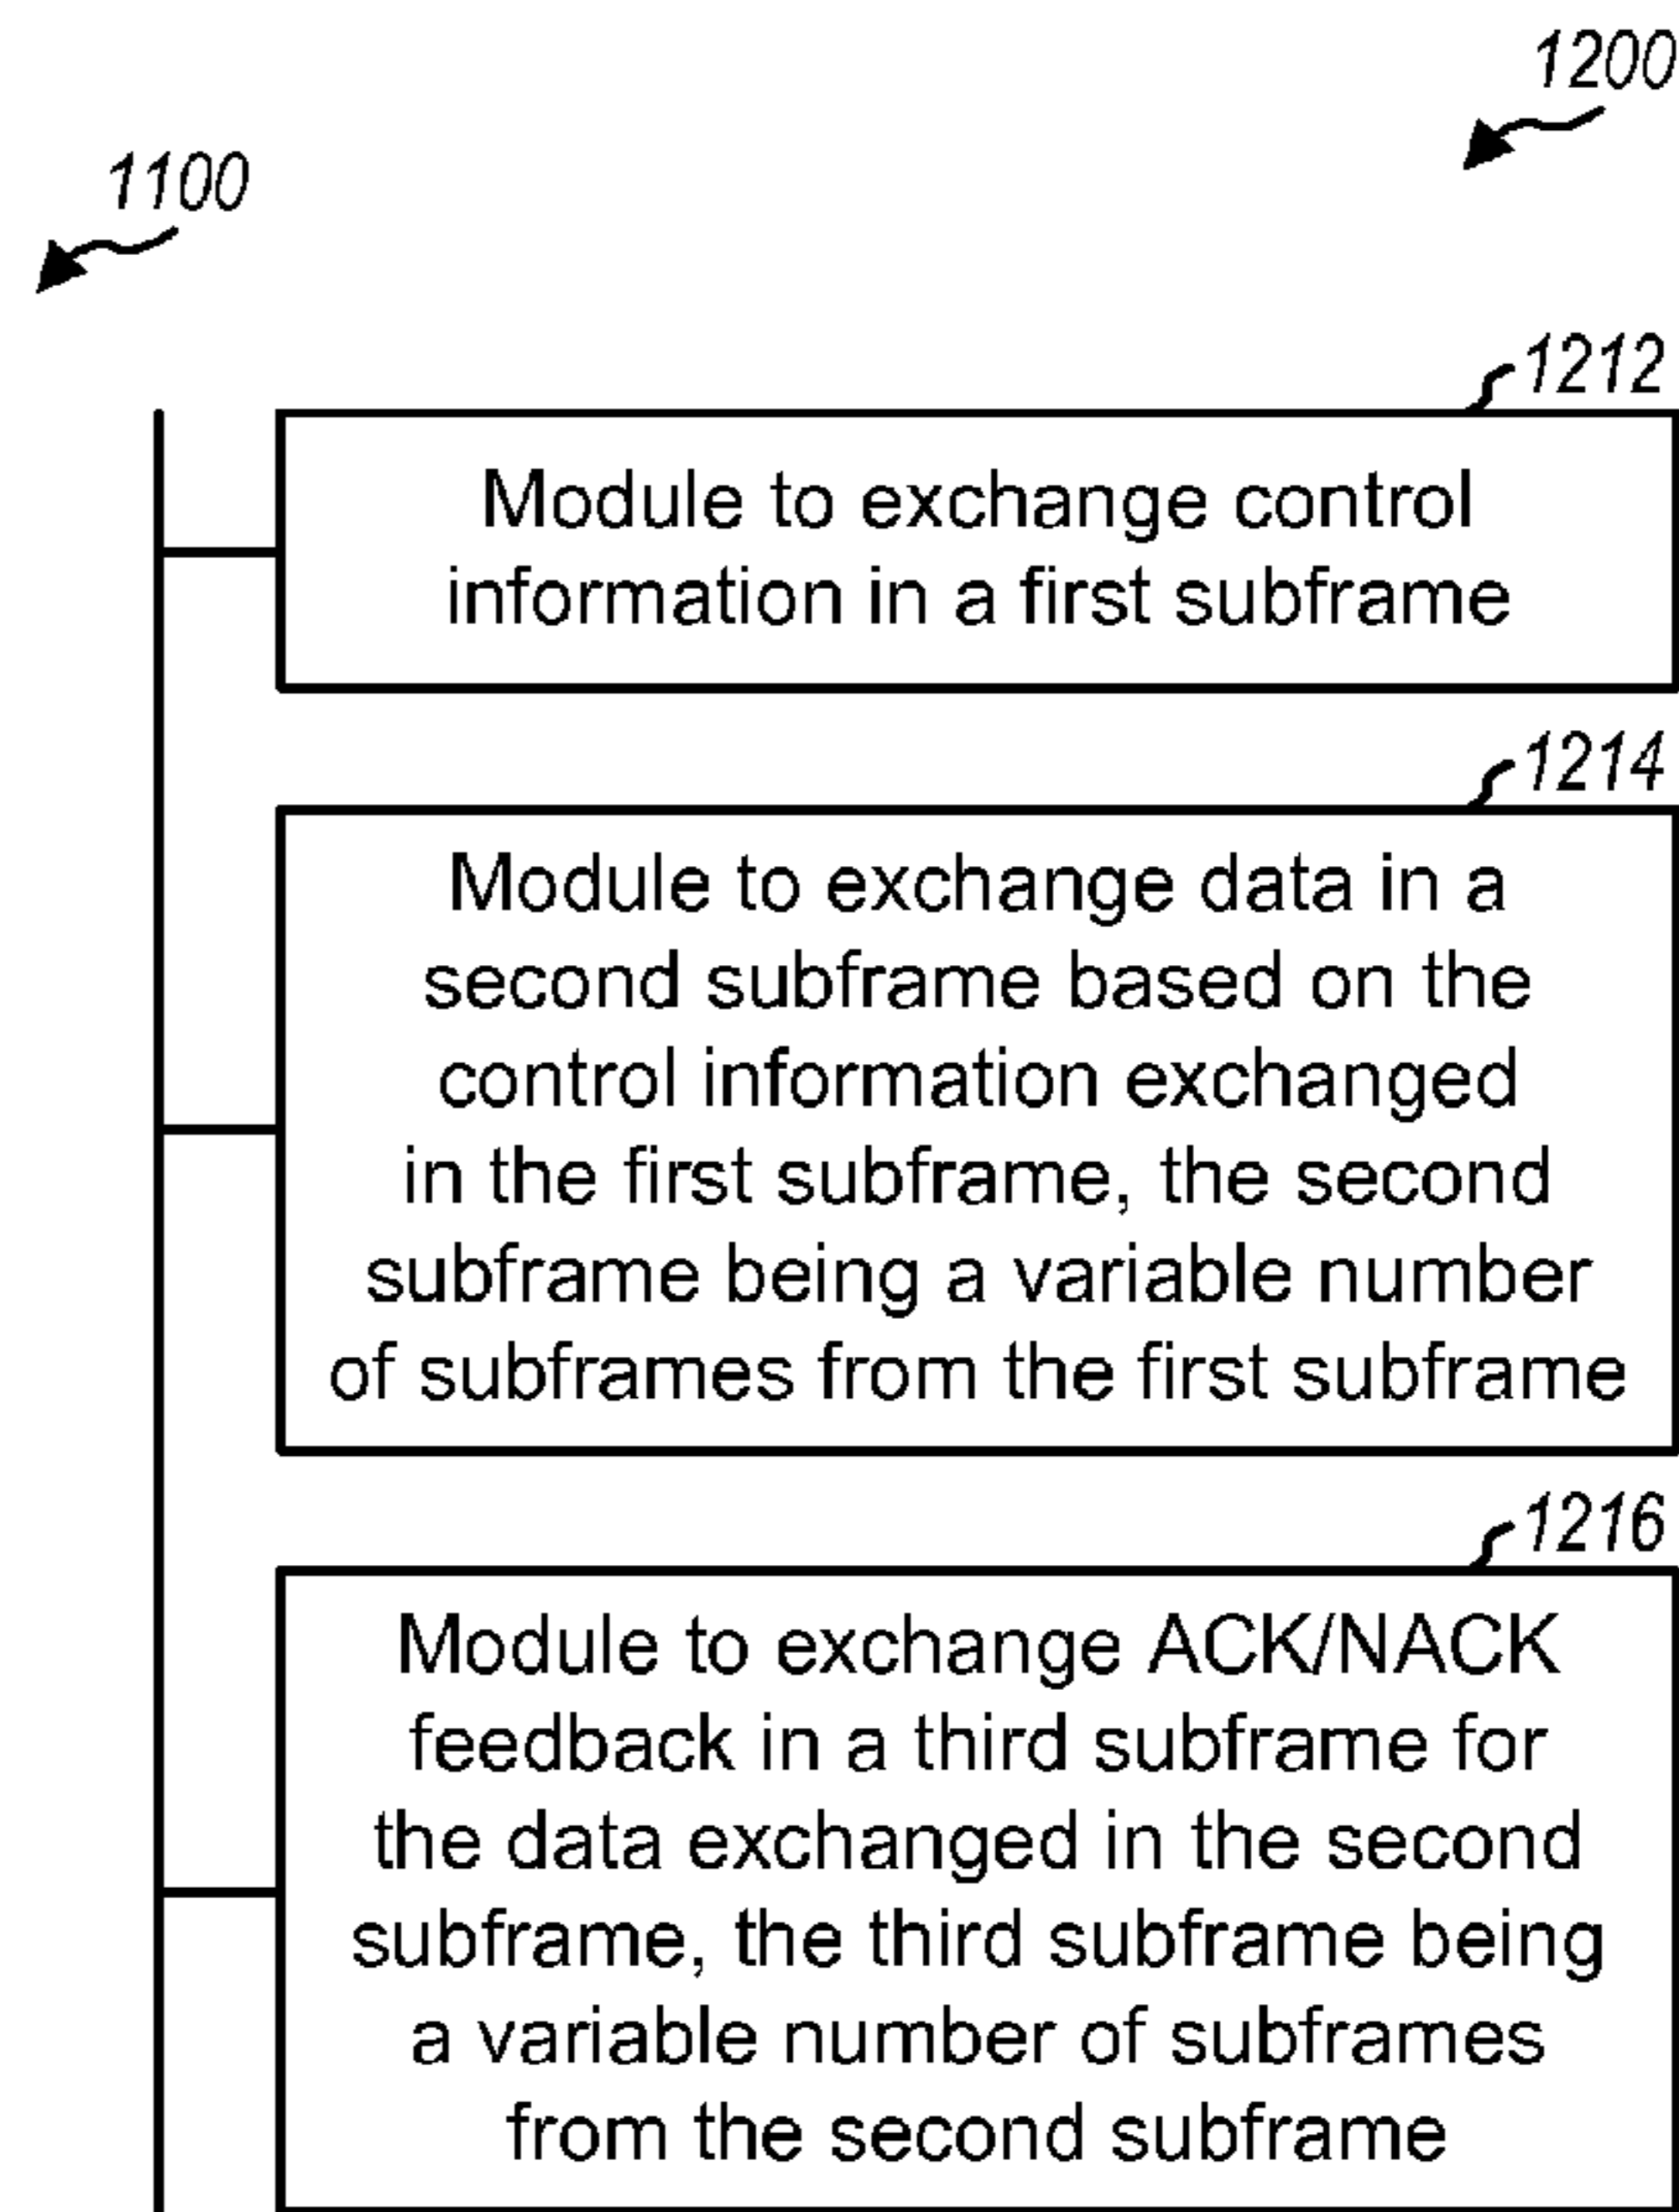 1200
1100
1212
Module to exchange control
information in a first subframe
1214
Module to exchange data in a
second subframe based on the
control information exchanged
in the first subframe, the second
subframe being a variable number
of subframes from the first subframe
1216
Module to exchange ACK/NACK
feedback in a third subframe for
the data exchanged in the second
subframe, the third subframe being
a variable number of subframes
from the second subframe